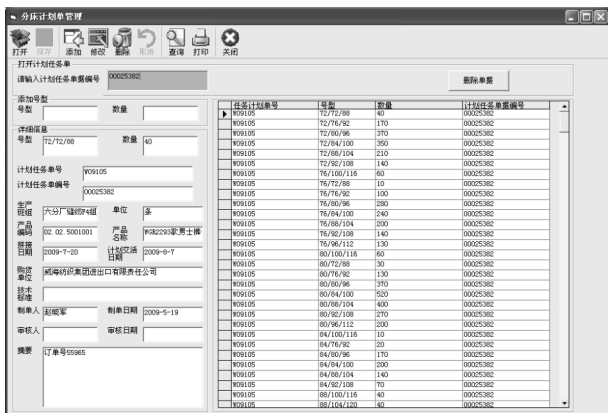 分床计划单管理
打开 保存 添加 修改 删除 取消 查询 打印 关闭
打开计划任务单
请输入计划任务单据编号 00025382
删除单据
添加号型
号型 数量
详细信息
号型 72/72/88 数量 40
计划任务单号 W09105
计划任务单编号 00025382
生产班组 六分厂缝纫P4组 单位 条
产品编码 02.02.5001001 产品名称 WGH2293款男士裤
拼接日期 2009-7-20 计划交活日期 2009-8-7
购货单位 威海纺织集团进出口有限责任公司
技术标准
制单人 赵晓军 制单日期 2009-5-19
审核人 审核日期
摘要 订单号55965
任务计划单号 号型 数量 计划任务单据编号
W09105 72/72/88 40 00025382
W09105 72/76/92 170 00025382
W09105 72/80/96 370 00025382
W09105 72/84/100 350 00025382
W09105 72/88/104 210 00025382
W09105 72/92/108 140 00025382
W09105 76/100/116 60 00025382
W09105 76/72/88 10 00025382
W09105 76/76/92 100 00025382
W09105 76/80/96 280 00025382
W09105 76/84/100 240 00025382
W09105 76/88/104 200 00025382
W09105 76/92/108 140 00025382
W09105 76/96/112 130 00025382
W09105 80/100/116 60 00025382
W09105 80/72/88 30 00025382
W09105 80/76/92 130 00025382
W09105 80/80/96 370 00025382
W09105 80/84/100 520 00025382
W09105 80/88/104 400 00025382
W09105 80/92/108 270 00025382
W09105 80/96/112 200 00025382
W09105 84/100/116 10 00025382
W09105 84/76/92 20 00025382
W09105 84/80/96 170 00025382
W09105 84/84/100 200 00025382
W09105 84/88/104 140 00025382
W09105 84/92/108 70 00025382
W09105 88/100/116 40 00025382
W09105 88/104/120 40 00025382